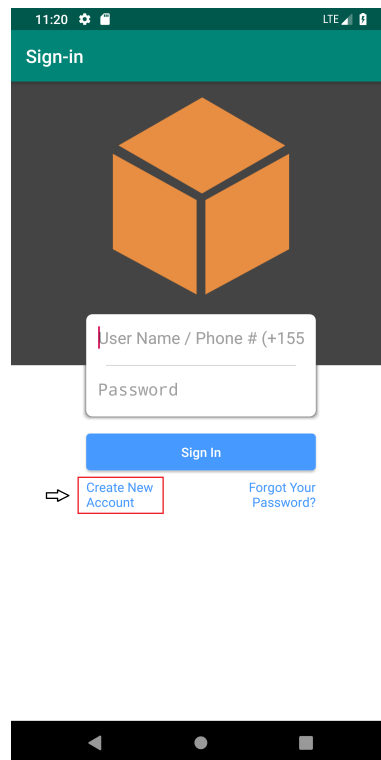 11:20 LTE
Sign-in
User Name / Phone # (+155
Password
Sign In
Create New
Account
Forgot Your
Password?